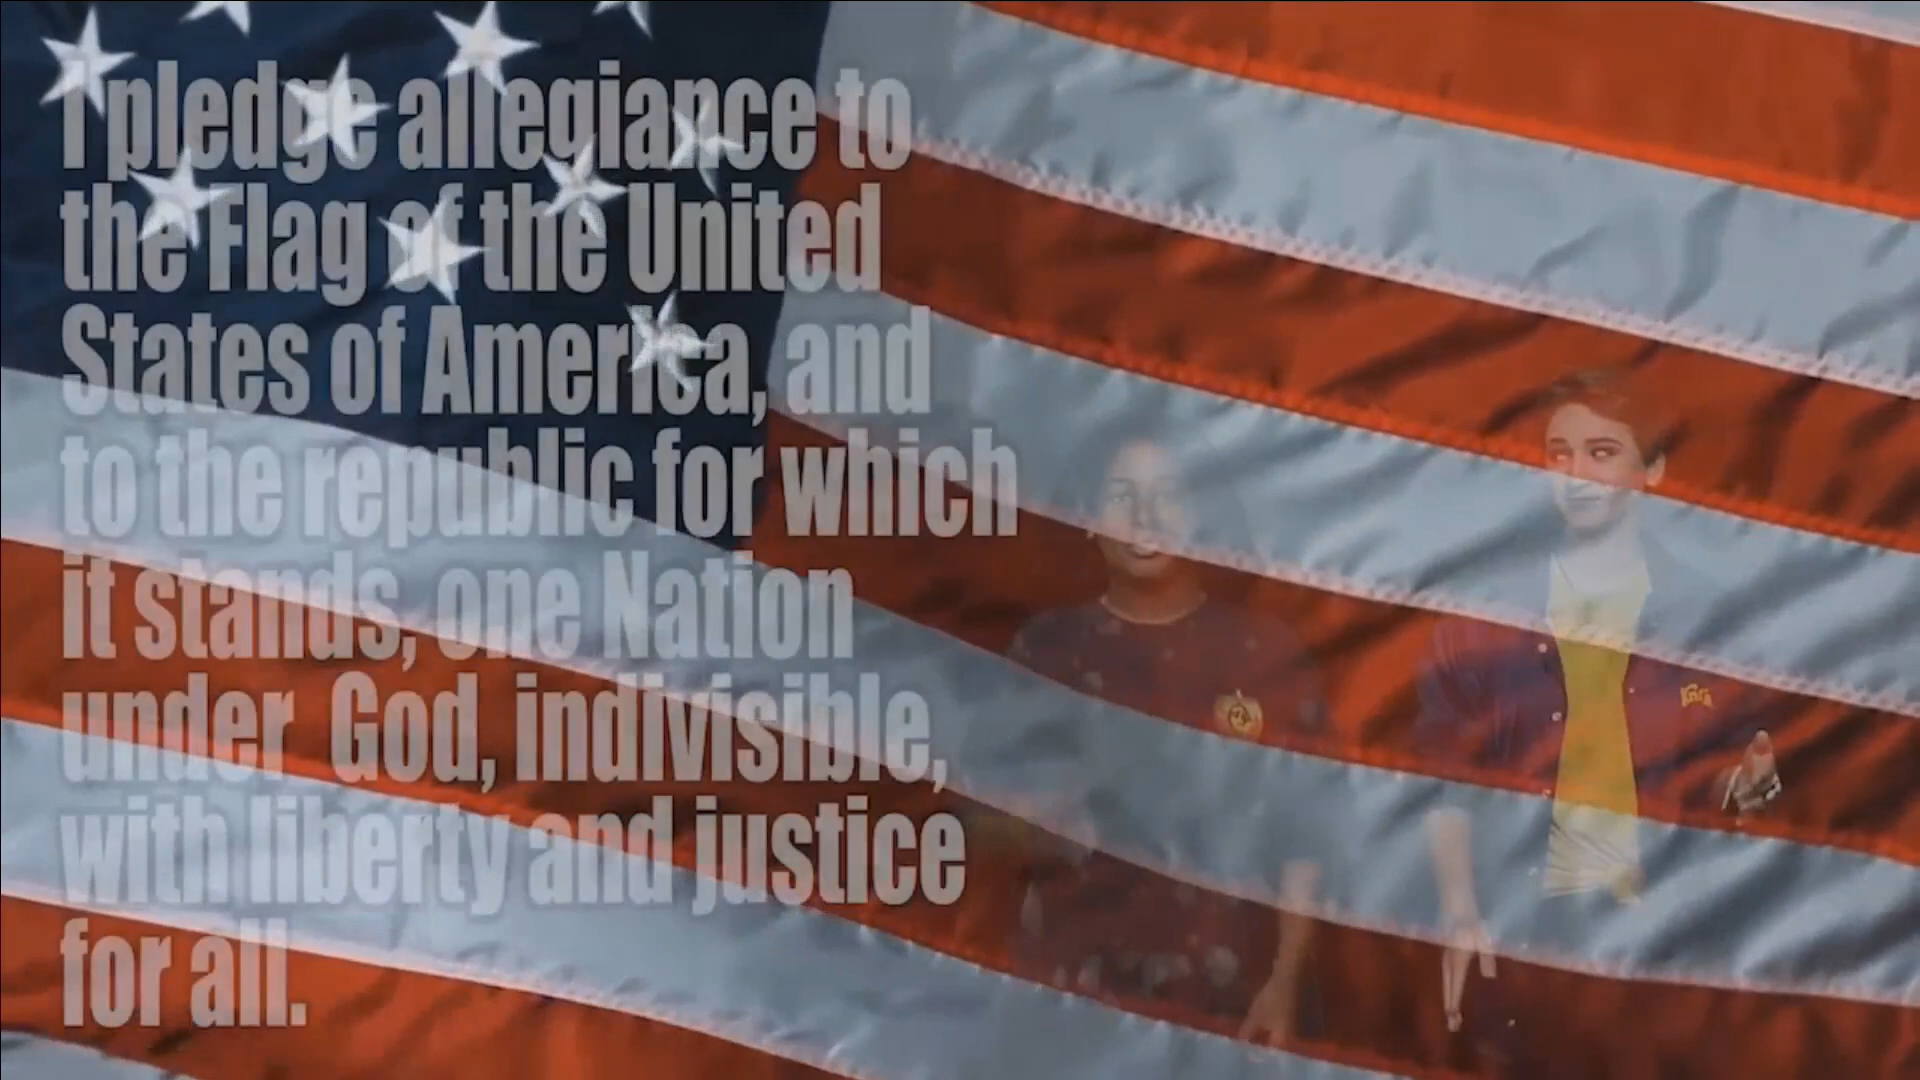 I pledge allegiance to
the Flag of the United
States of America, and
to the republic for which
it stands, one Nation
under God, indivisible,
with liberty and justice
for all.